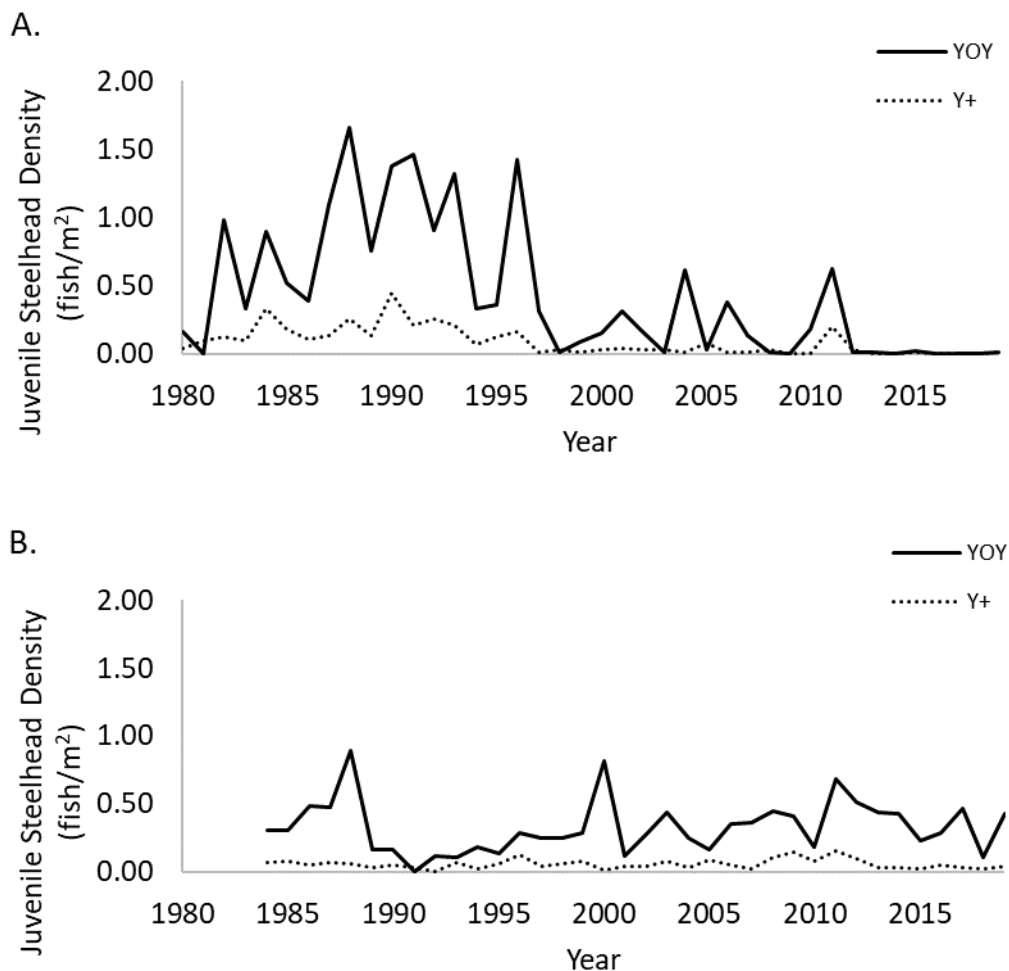 A.
YOY
Y+
Juvenile Steelhead Density
(fish/m²)
2.00
1.50
1.00
0.50
0.00
1980 1985 1990 1995 2000 2005 2010 2015
Year
B.
YOY
Y+
Juvenile Steelhead Density
(fish/m²)
2.00
1.50
1.00
0.50
0.00
1980 1985 1990 1995 2000 2005 2010 2015
Year